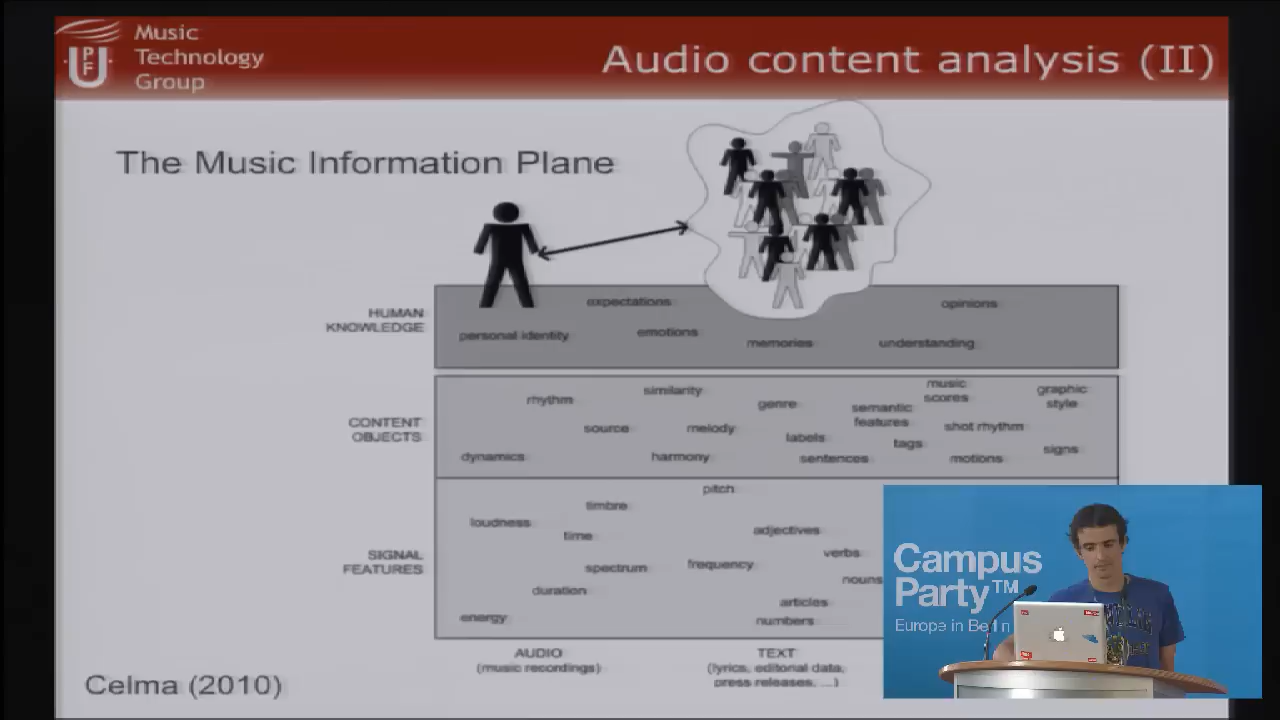 Music
Technology
Group
UPF
Audio content analysis (II)
The Music Information Plane
HUMAN
KNOWLEDGE
expectations
opinions
personal identity
emotions
memories
understanding
CONTENT
OBJECTS
rhythm
similarity
genre
semantic
features
music
scores
graphic
style
source
melody
labels
shot rhythm
tags
signs
dynamics
harmony
sentences
motions
SIGNAL
FEATURES
pitch
timbre
loudness
time
adjectives
verbs
spectrum
frequency
nouns
duration
articles
energy
numbers
AUDIO
(music recordings)
TEXT
(lyrics, editorial data,
press releases, ...)
Celma (2010)
Campus
Party™
Europe in Berlin